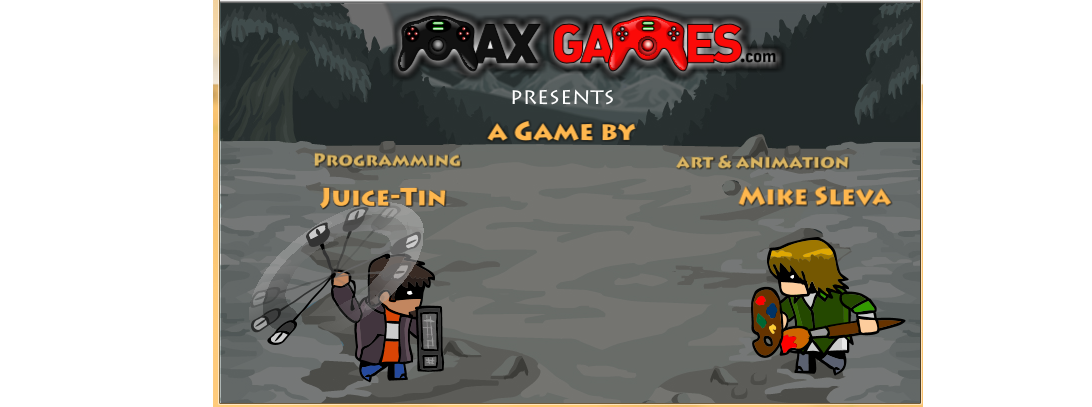 MAX GAMES.com
PRESENTS
A GAME BY
PROGRAMMING
JUICE-TIN
ART & ANIMATION
MIKE SLEVA